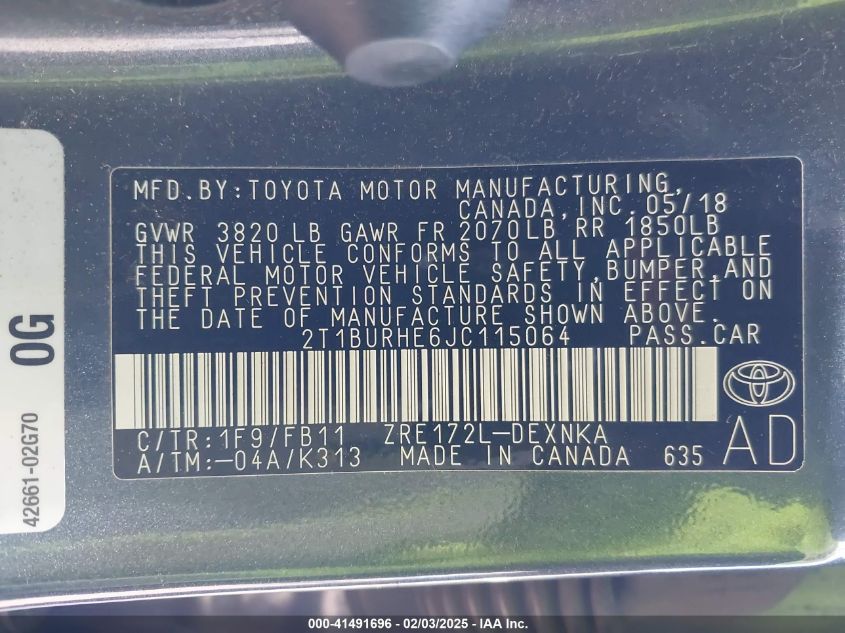 MFD.BY:TOYOTA MOTOR MANUFACTURING,
CANADA,INC. 05/18
GVWR 3820 LB GAWR FR 2070LB RR 1850LB
THIS VEHICLE CONFORMS TO ALL APPLICABLE
FEDERAL MOTOR VEHICLE SAFETY,BUMPER,AND
THEFT PREVENTION STANDARDS IN EFFECT ON
THE DATE OF MANUFACTURE SHOWN ABOVE.
2T1BURHE6JC115064 PASS.CAR
C/TR:1F9/FB11 ZRE172L-DEXNKA
A/TM:-04A/K313 MADE IN CANADA 635
AD
0G
42661-02G70
000-41491696 - 02/03/2025 - IAA Inc.